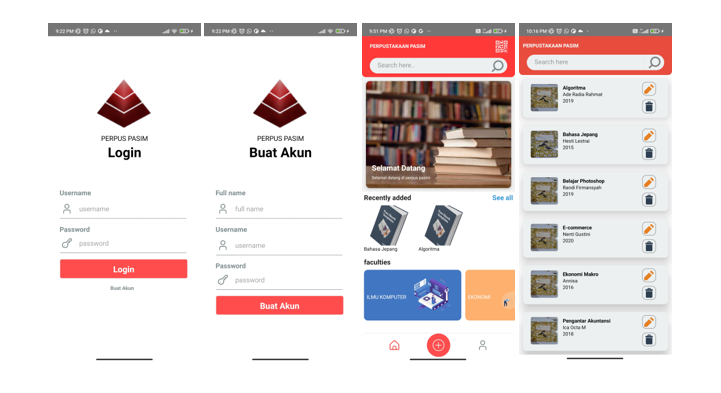 9:22 PM
PERPUS PASIM
Login
Username
username
Password
password
Login
Buat Akun
9:22 PM
PERPUS PASIM
Buat Akun
Full name
full name
Username
username
Password
password
Buat Akun
9:51 PM
PERPUSTAKAAN PASIM
Search here..
Selamat Datang
Selamat datang di perpus pasim
Recently added
See all
Bahasa Jepang
Algoritma
faculties
ILMU KOMPUTER
EKONOMI
10:16 PM
PERPUSTAKAAN PASIM
Search here
Algoritma
Ade Radia Rahmat
2019
Bahasa Jepang
Hesti Lestrai
2015
Belajar Photoshop
Randi Firmansyah
2019
E-commerce
Nenti Gustini
2020
Ekonomi Makro
Annisa
2016
Pengantar Akuntansi
Ica Octa M
2018